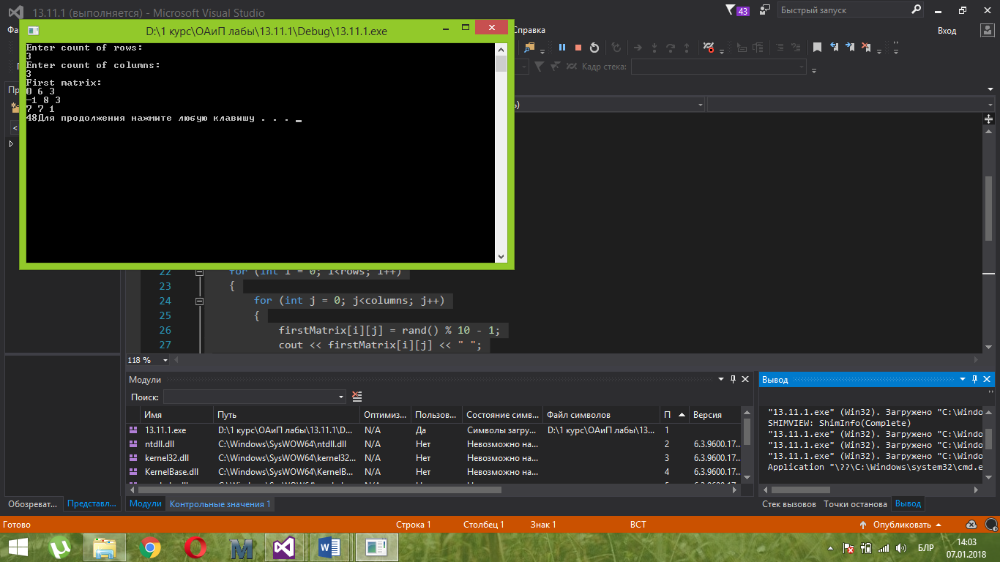 13.11.1 (выполняется) - Microsoft Visual Studio
43
Быстрый запуск
Фа
Справка
Вход
D:\1 курс\ОАиП лабы\13.11.1\Debug\13.11.1.exe
Enter count of rows:
3
Enter count of columns:
3
First matrix:
0 6 3
-1 8 3
7 7 1
48Для продолжения нажмите любую клавишу . . .
Кадр стека:
22 for (int i = 0; i<rows; i++)
23 {
24 for (int j = 0; j<columns; j++)
25 {
26 firstMatrix[i][j] = rand() % 10 - 1;
27 cout << firstMatrix[i][j] << " ";
118 %
Модули
Поиск:
Имя Путь Оптимиз... Пользов... Состояние симв... Файл символов П Версия
13.11.1.exe D:\1 курс\ОАиП лабы\13.11.1\D... N/A Да Символы загру... D:\1 курс\ОАиП лабы\13... 1
ntdll.dll C:\Windows\SysWOW64\ntdll.dll N/A Нет Невозможно на... 2 6.3.9600.17...
kernel32.dll C:\Windows\SysWOW64\kernel32... N/A Нет Невозможно на... 3 6.3.9600.17...
KernelBase.dll C:\Windows\SysWOW64\KernelB... N/A Нет Невозможно на... 4 6.3.9600.17...
Вывод
"13.11.1.exe" (Win32). Загружено "C:\Windo
SHIMVIEW: ShimInfo(Complete)
"13.11.1.exe" (Win32). Загружено "C:\Windo
"13.11.1.exe" (Win32). Загружено "C:\Windo
"13.11.1.exe" (Win32). Загружено "C:\Windo
Application "\??\C:\Windows\system32\cmd.e
Обозреват... Представл...
Модули Контрольные значения 1
Стек вызовов Точки останова Вывод
Готово Строка 1 Столбец 1 Знак 1 ВСТ Опубликовать
БЛР
14:03
07.01.2018